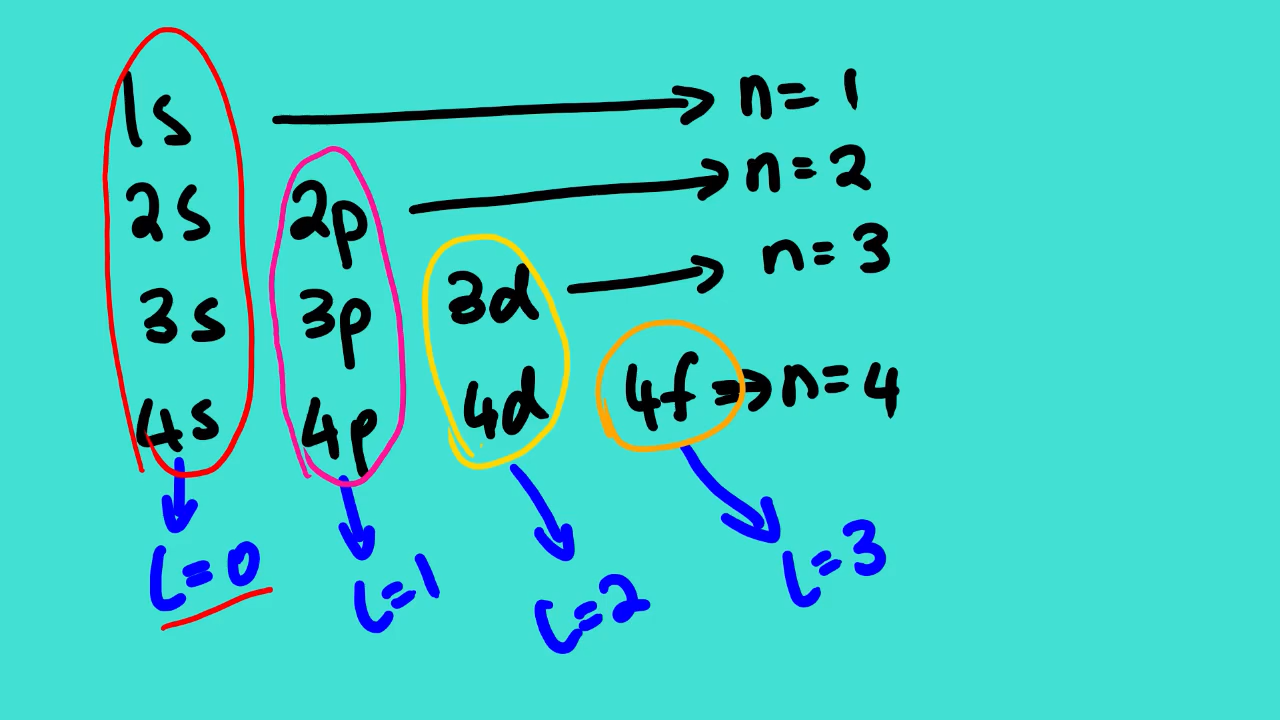 1s → n=1
2s 2p → n=2
3s 3p 3d → n=3
4s 4p 4d 4f ⇒ n=4
l=0 l=1 l=2 l=3